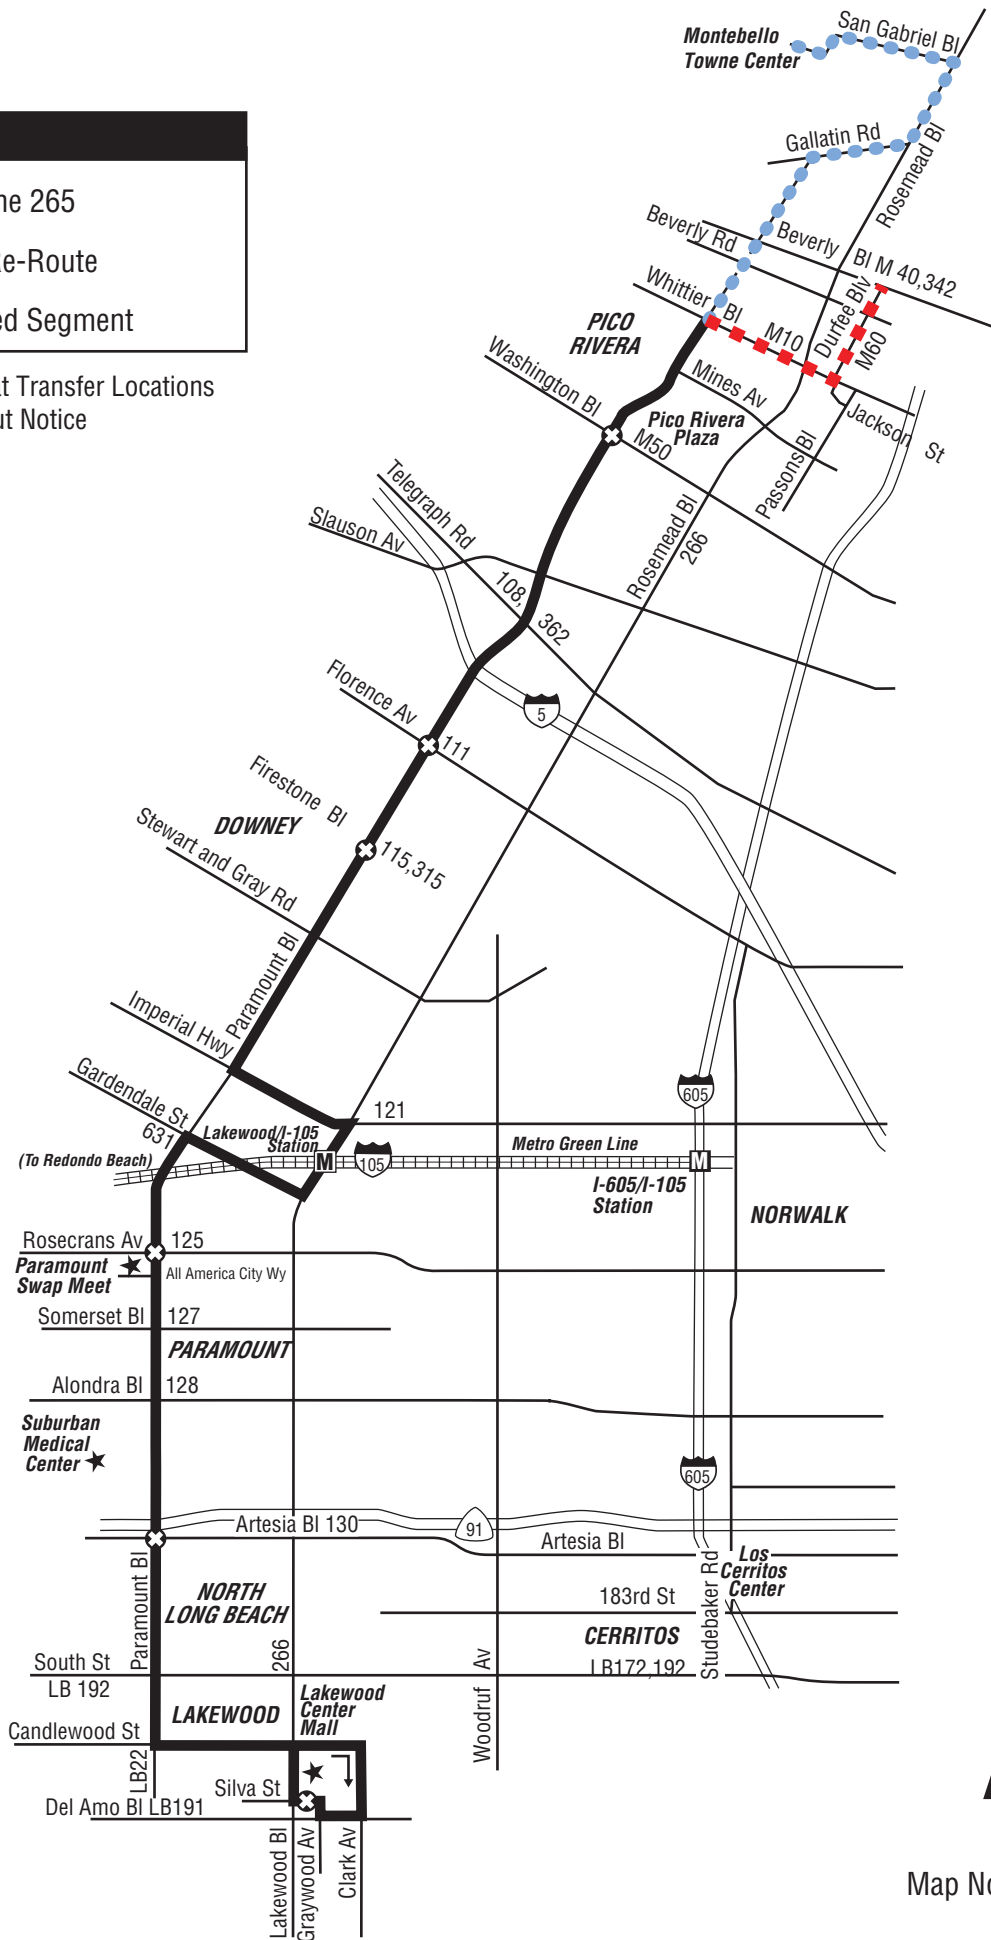 San Gabriel Bl
Montebello
Towne Center
Gallatin Rd
Rosemead Bl
ne 265
e-Route
ed Segment
at Transfer Locations
ut Notice
Beverly Rd
Beverly Bl M 40,342
Whittier Bl
M10
Durfee Blv
M60
PICO
RIVERA
Washington Bl
M50
Mines Av
Pico Rivera
Plaza
Jackson St
Passons Bl
Telegraph Rd
Slauson Av
108,
362
Rosemead Bl
266
Florence Av
111
5
Firestone Bl
DOWNEY
115,315
Stewart and Gray Rd
Paramount Bl
Imperial Hwy
Gardendale St
631
121
605
Lakewood/I-105
Station
M
105
Metro Green Line
M
(To Redondo Beach)
I-605/I-105
Station
NORWALK
Rosecrans Av
125
Paramount
Swap Meet
All America City Wy
Somerset Bl
127
PARAMOUNT
Alondra Bl
128
Suburban
Medical
Center
605
Artesia Bl 130
91
Artesia Bl
Los
Cerritos
Center
Paramount Bl
NORTH
LONG BEACH
183rd St
Studebaker Rd
CERRITOS
South St
LB 192
266
Woodruf Av
LB172,192
LAKEWOOD
Lakewood
Center
Mall
Candlewood St
LB22
Silva St
Del Amo Bl LB191
Lakewood Bl
Graywood Av
Clark Av
Map No